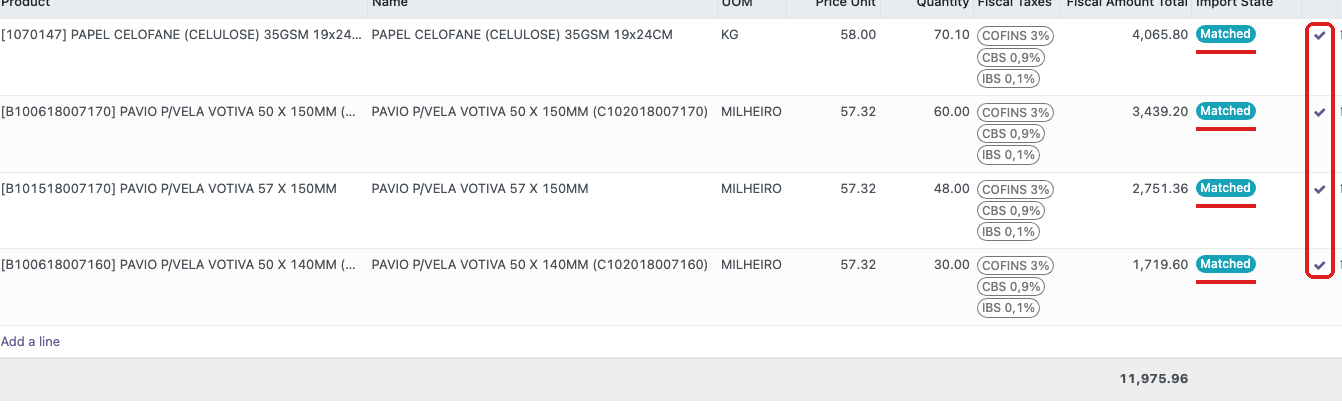 Product Name UOM Price Unit Quantity Fiscal Taxes Fiscal Amount Total Import State
[1070147] PAPEL CELOFANE (CELULOSE) 35GSM 19x24... PAPEL CELOFANE (CELULOSE) 35GSM 19x24CM KG 58.00 70.10 COFINS 3% 4,065.80 Matched
CBS 0,9%
IBS 0,1%
[B100618007170] PAVIO P/VELA VOTIVA 50 X 150MM (... PAVIO P/VELA VOTIVA 50 X 150MM (C102018007170) MILHEIRO 57.32 60.00 COFINS 3% 3,439.20 Matched
CBS 0,9%
IBS 0,1%
[B101518007170] PAVIO P/VELA VOTIVA 57 X 150MM PAVIO P/VELA VOTIVA 57 X 150MM MILHEIRO 57.32 48.00 COFINS 3% 2,751.36 Matched
CBS 0,9%
IBS 0,1%
[B100618007160] PAVIO P/VELA VOTIVA 50 X 140MM (... PAVIO P/VELA VOTIVA 50 X 140MM (C102018007160) MILHEIRO 57.32 30.00 COFINS 3% 1,719.60 Matched
CBS 0,9%
IBS 0,1%
Add a line
11,975.96